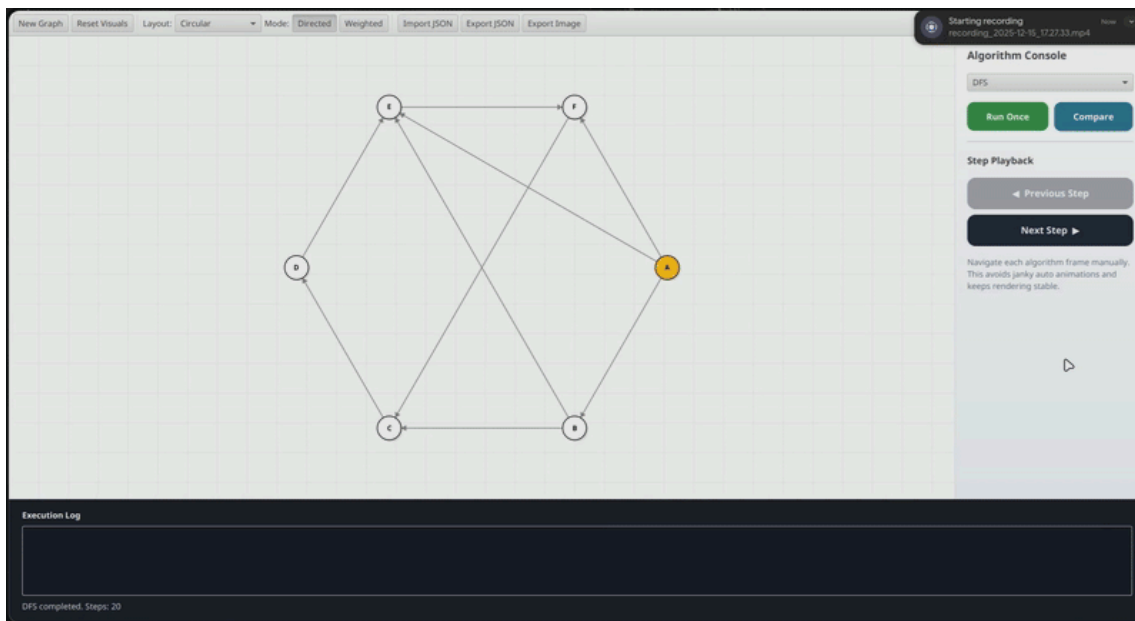 New Graph Reset Visuals Layout: Circular Mode: Directed Weighted Import JSON Export JSON Export Image
Starting recording Now
recording_2025-12-15_17.27.33.mp4
Algorithm Console
DFS
Run Once Compare
Step Playback
◀ Previous Step
Next Step ▶
Navigate each algorithm frame manually.
This avoids janky auto animations and
keeps rendering stable.
E F
D A
C B
Execution Log
DFS completed. Steps: 20